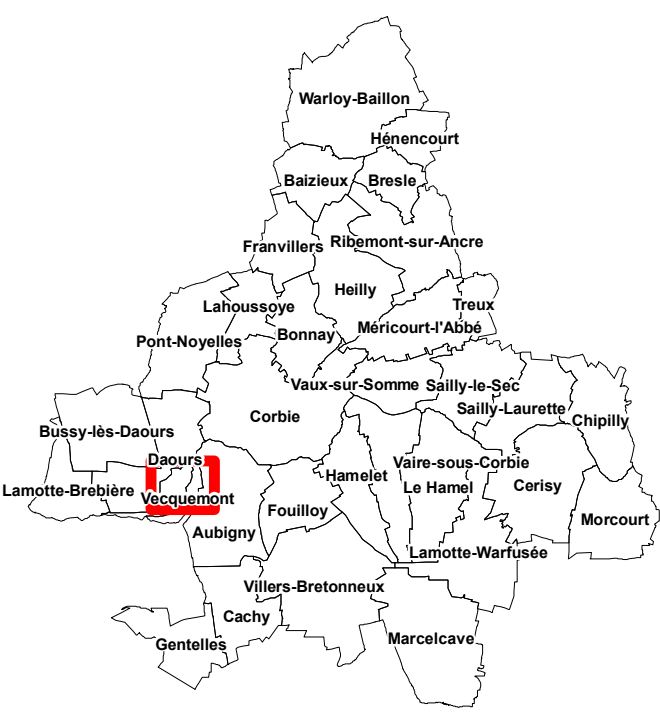 Warloy-Baillon
Hénencourt
Baizieux
Bresle
Franvillers
Ribemont-sur-Ancre
Heilly
Lahoussoye
Treux
Bonnay
Méricourt-l'Abbé
Pont-Noyelles
Vaux-sur-Somme
Sailly-le-Sec
Sailly-Laurette
Corbie
Chipilly
Bussy-lès-Daours
Daours
Vaire-sous-Corbie
Hamelet
Le Hamel
Cerisy
Lamotte-Brebière
Vecquemont
Fouilloy
Morcourt
Aubigny
Lamotte-Warfusée
Villers-Bretonneux
Cachy
Marcelcave
Gentelles